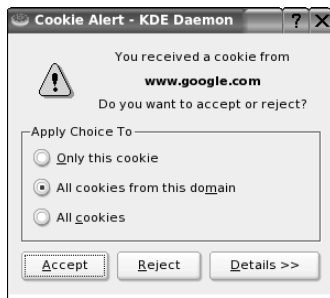 Cookie Alert - KDE Daemon ? X
You received a cookie from
www.google.com
Do you want to accept or reject?
Apply Choice To
Only this cookie
All cookies from this domain
All cookies
Accept Reject Details >>